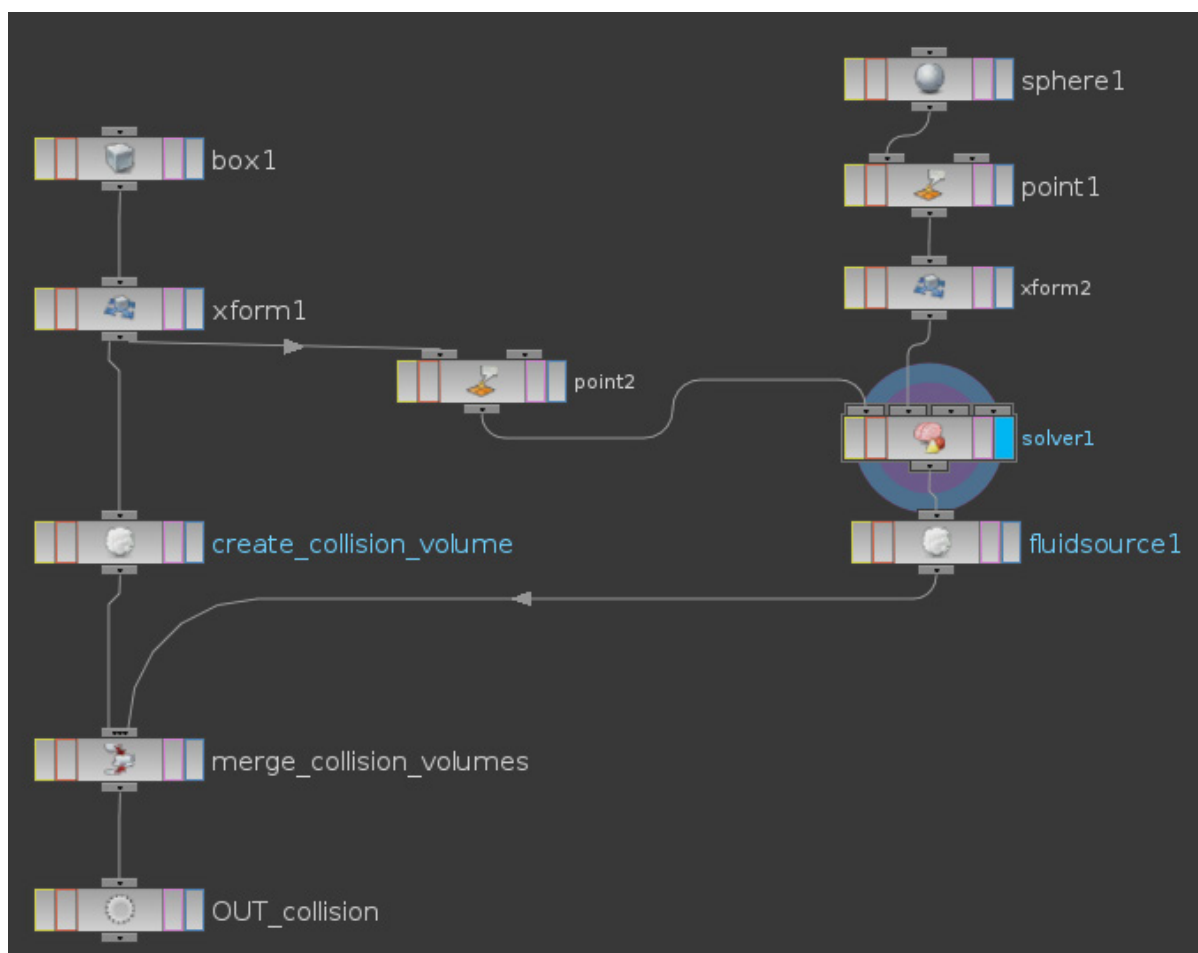 sphere1
box1
point1
xform2
xform1
point2
solver1
create_collision_volume
fluidsource1
merge_collision_volumes
OUT_collision